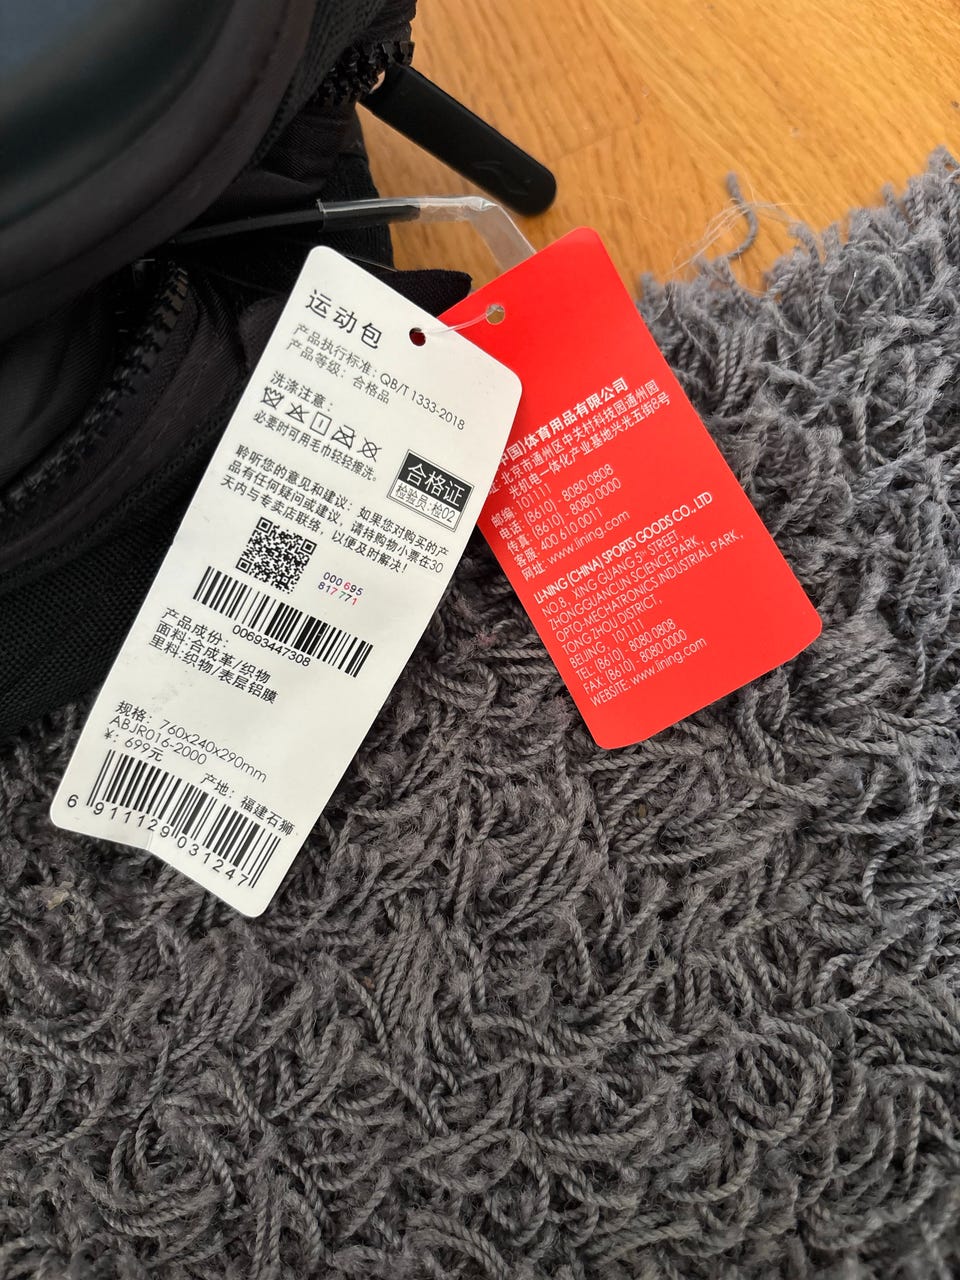 运动包
产品执行标准: QB/T 1333-2018
产品等级: 合格品
洗涤注意:
必要时可用毛巾轻轻擦洗。
合格证
检验员: 检02
聆听您的意见和建议: 如果您对购买的产
品有任何疑问或建议, 请持购物小票在30
天内与专卖店联络, 以便及时解决!
000 695
817 771
00693447308
产品成份:
面料:合成革/织物
里料:织物/表层铝膜
规格: 760x240x290mm
ABJR016-2000
¥: 699元
产地: 福建石狮
6 911129 031247
国)体育用品有限公司
北京市通州区中关村科技园通州园
光机电一体化产业基地兴光五街8号
邮编: 101111
电话: (8610) - 8080 0808
传真: (8610) - 8080 0000
客服: 400 610 0011
网址: www.lining.com
LI-NING (CHINA) SPORTS GOODS CO., LTD
NO.8, XING GUANG 5TH STREET,
ZHONGGUANCUN SCIENCE PARK,
OPTO-MECHATRONICS INDUSTRIAL PARK,
TONG ZHOU DISTRICT,
BEIJING, 101111
TEL: (8610) - 8080 0808
FAX: (8610) - 8080 0000
WEBSITE: www.lining.com